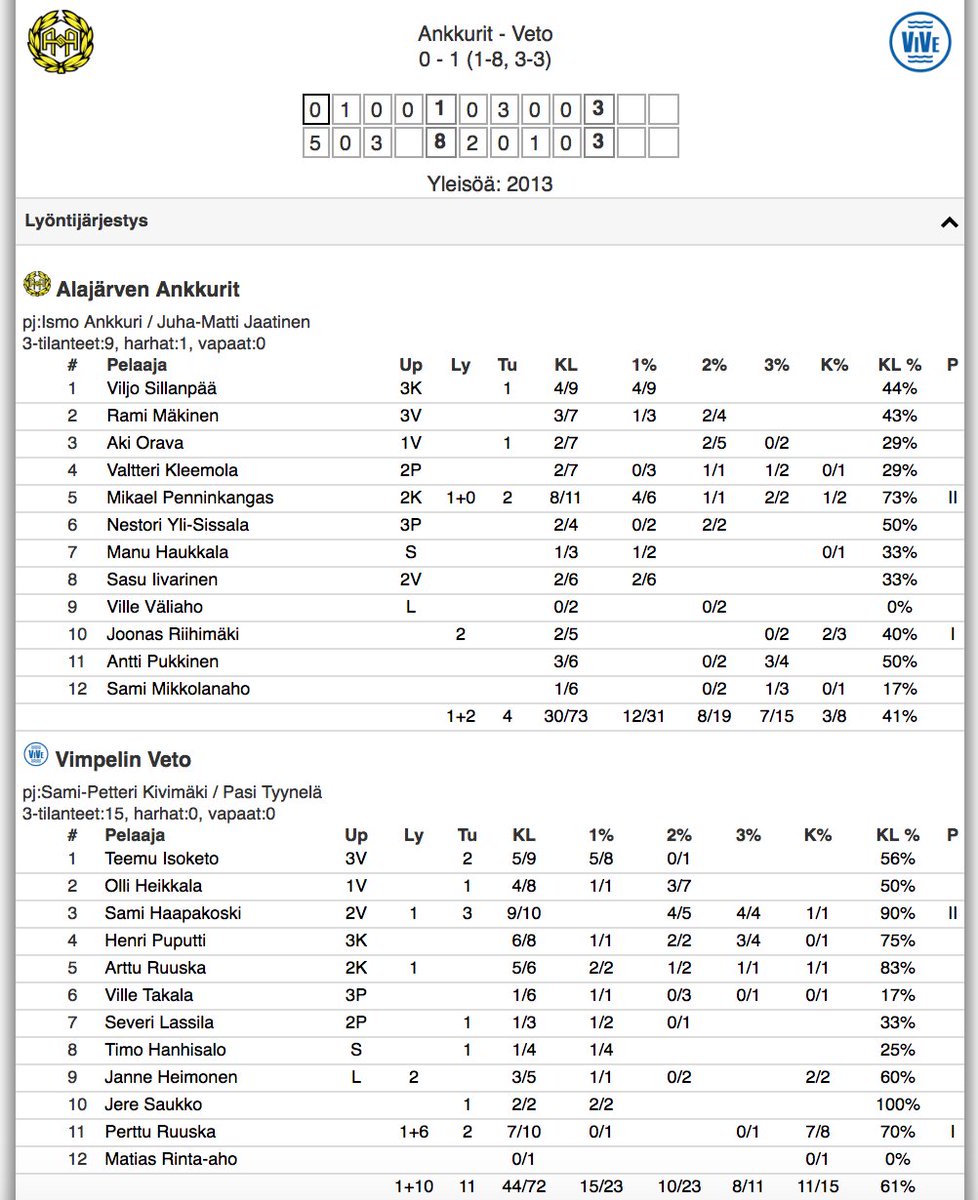 Ankkurit - Veto
0 - 1 (1-8, 3-3)
ViVe
0 1 0 0 1 0 3 0 0 3
5 0 3 8 2 0 1 0 3
Yleisöä: 2013
Lyöntijärjestys
Alajärven Ankkurit
pj:Ismo Ankkuri / Juha-Matti Jaatinen
3-tilanteet:9, harhat:1, vapaat:0
# Pelaaja Up Ly Tu KL 1% 2% 3% K% KL % P
1 Viljo Sillanpää 3K 1 4/9 4/9 44%
2 Rami Mäkinen 3V 3/7 1/3 2/4 43%
3 Aki Orava 1V 1 2/7 2/5 0/2 29%
4 Valtteri Kleemola 2P 2/7 0/3 1/1 1/2 0/1 29%
5 Mikael Penninkangas 2K 1+0 2 8/11 4/6 1/1 2/2 1/2 73% II
6 Nestori Yli-Sissala 3P 2/4 0/2 2/2 50%
7 Manu Haukkala S 1/3 1/2 0/1 33%
8 Sasu Iivarinen 2V 2/6 2/6 33%
9 Ville Väliaho L 0/2 0/2 0%
10 Joonas Riihimäki 2 2/5 0/2 2/3 40% I
11 Antti Pukkinen 3/6 0/2 3/4 50%
12 Sami Mikkolanaho 1/6 0/2 1/3 0/1 17%
1+2 4 30/73 12/31 8/19 7/15 3/8 41%
ViVe
Vimpelin Veto
pj:Sami-Petteri Kivimäki / Pasi Tyynelä
3-tilanteet:15, harhat:0, vapaat:0
# Pelaaja Up Ly Tu KL 1% 2% 3% K% KL % P
1 Teemu Isoketo 3V 2 5/9 5/8 0/1 56%
2 Olli Heikkala 1V 1 4/8 1/1 3/7 50%
3 Sami Haapakoski 2V 1 3 9/10 4/5 4/4 1/1 90% II
4 Henri Puputti 3K 6/8 1/1 2/2 3/4 0/1 75%
5 Arttu Ruuska 2K 1 5/6 2/2 1/2 1/1 1/1 83%
6 Ville Takala 3P 1/6 1/1 0/3 0/1 0/1 17%
7 Severi Lassila 2P 1 1/3 1/2 0/1 33%
8 Timo Hanhisalo S 1 1/4 1/4 25%
9 Janne Heimonen L 2 3/5 1/1 0/2 2/2 60%
10 Jere Saukko 1 2/2 2/2 100%
11 Perttu Ruuska 1+6 2 7/10 0/1 0/1 7/8 70% I
12 Matias Rinta-aho 0/1 0/1 0%
1+10 11 44/72 15/23 10/23 8/11 11/15 61%